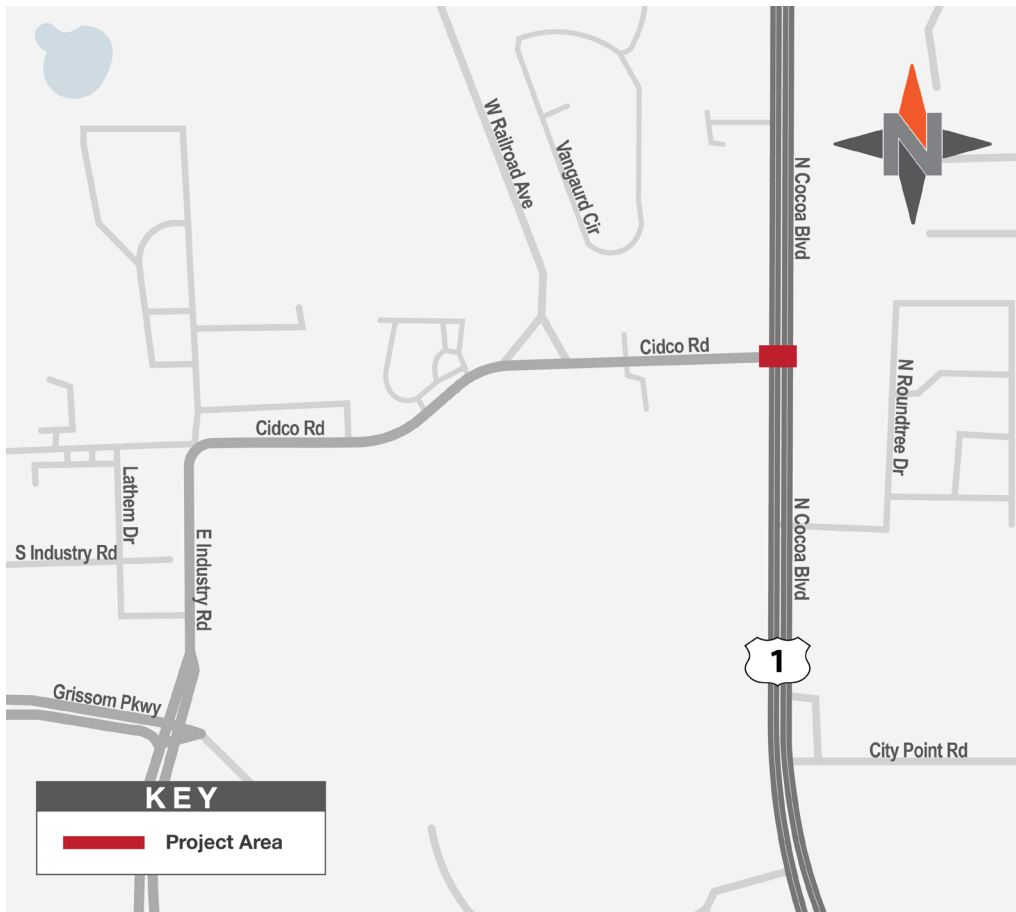 W Railroad Ave
Vangaurd Cir
N Cocoa Blvd
N
Cidco Rd
N Roundtree Dr
Cidco Rd
Lathem Dr
S Industry Rd
E Industry Rd
N Cocoa Blvd
1
Grissom Pkwy
City Point Rd
KEY
Project Area